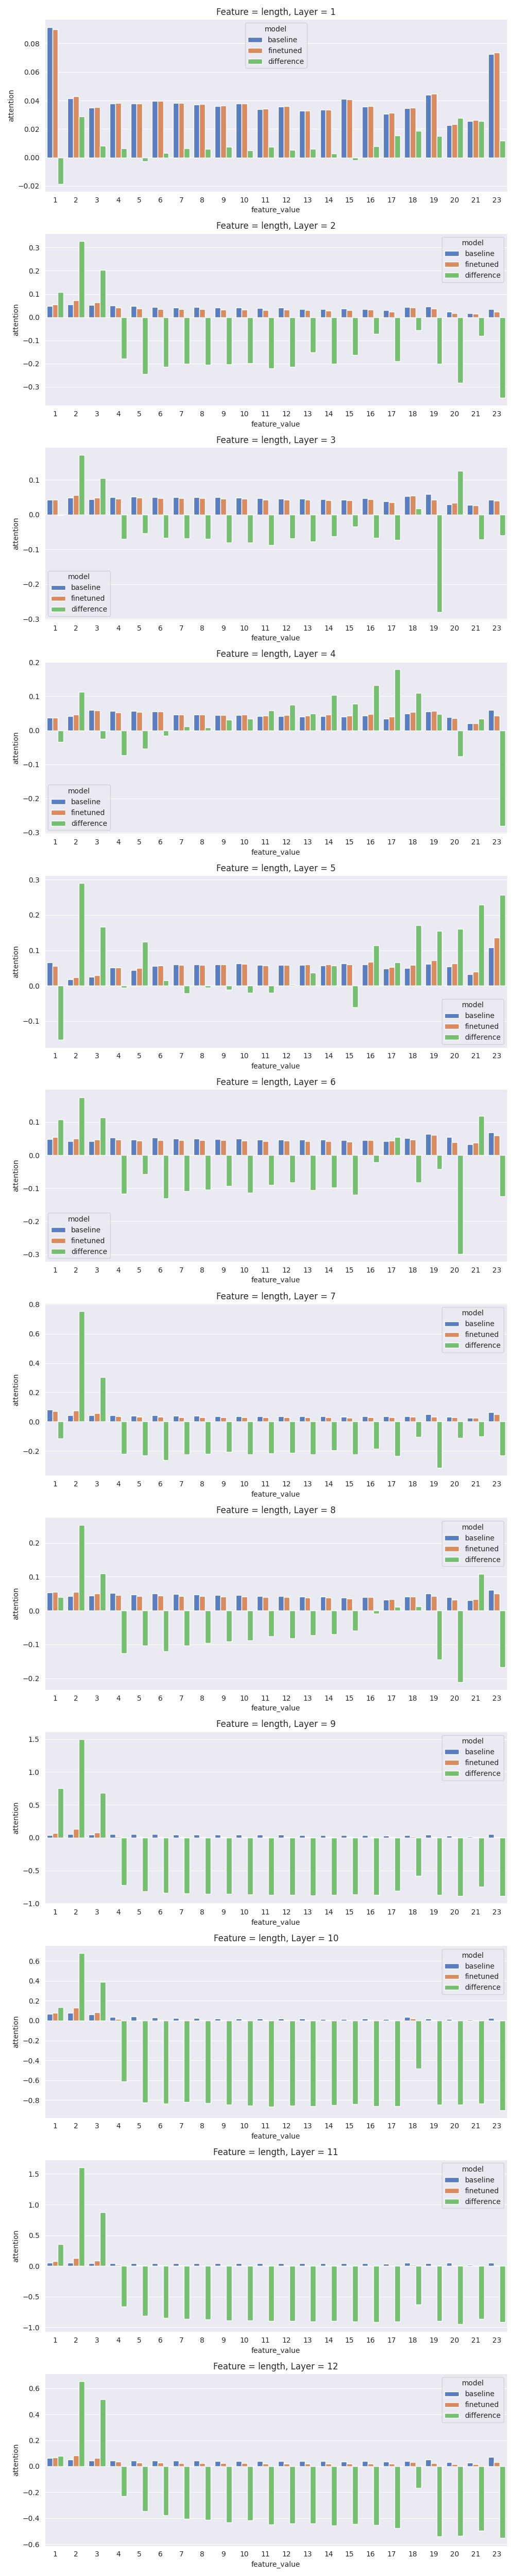 Feature = length, Layer = 1
model
baseline
finetuned
difference
attention
0.08
0.06
0.04
0.02
0.00
−0.02
1 2 3 4 5 6 7 8 9 10 11 12 13 14 15 16 17 18 19 20 21 23
feature_value
Feature = length, Layer = 2
model
baseline
finetuned
difference
attention
0.3
0.2
0.1
0.0
−0.1
−0.2
−0.3
1 2 3 4 5 6 7 8 9 10 11 12 13 14 15 16 17 18 19 20 21 23
feature_value
Feature = length, Layer = 3
attention
0.1
0.0
−0.1
−0.2
−0.3
model
baseline
finetuned
difference
1 2 3 4 5 6 7 8 9 10 11 12 13 14 15 16 17 18 19 20 21 23
feature_value
Feature = length, Layer = 4
attention
0.2
0.1
0.0
−0.1
−0.2
−0.3
model
baseline
finetuned
difference
1 2 3 4 5 6 7 8 9 10 11 12 13 14 15 16 17 18 19 20 21 23
feature_value
Feature = length, Layer = 5
attention
0.3
0.2
0.1
0.0
−0.1
model
baseline
finetuned
difference
1 2 3 4 5 6 7 8 9 10 11 12 13 14 15 16 17 18 19 20 21 23
feature_value
Feature = length, Layer = 6
attention
0.1
0.0
−0.1
−0.2
−0.3
model
baseline
finetuned
difference
1 2 3 4 5 6 7 8 9 10 11 12 13 14 15 16 17 18 19 20 21 23
feature_value
Feature = length, Layer = 7
model
baseline
finetuned
difference
attention
0.8
0.6
0.4
0.2
0.0
−0.2
1 2 3 4 5 6 7 8 9 10 11 12 13 14 15 16 17 18 19 20 21 23
feature_value
Feature = length, Layer = 8
model
baseline
finetuned
difference
attention
0.2
0.1
0.0
−0.1
−0.2
1 2 3 4 5 6 7 8 9 10 11 12 13 14 15 16 17 18 19 20 21 23
feature_value
Feature = length, Layer = 9
model
baseline
finetuned
difference
attention
1.5
1.0
0.5
0.0
−0.5
−1.0
1 2 3 4 5 6 7 8 9 10 11 12 13 14 15 16 17 18 19 20 21 23
feature_value
Feature = length, Layer = 10
model
baseline
finetuned
difference
attention
0.6
0.4
0.2
0.0
−0.2
−0.4
−0.6
−0.8
1 2 3 4 5 6 7 8 9 10 11 12 13 14 15 16 17 18 19 20 21 23
feature_value
Feature = length, Layer = 11
model
baseline
finetuned
difference
attention
1.5
1.0
0.5
0.0
−0.5
−1.0
1 2 3 4 5 6 7 8 9 10 11 12 13 14 15 16 17 18 19 20 21 23
feature_value
Feature = length, Layer = 12
model
baseline
finetuned
difference
attention
0.6
0.4
0.2
0.0
−0.2
−0.4
−0.6
1 2 3 4 5 6 7 8 9 10 11 12 13 14 15 16 17 18 19 20 21 23
feature_value